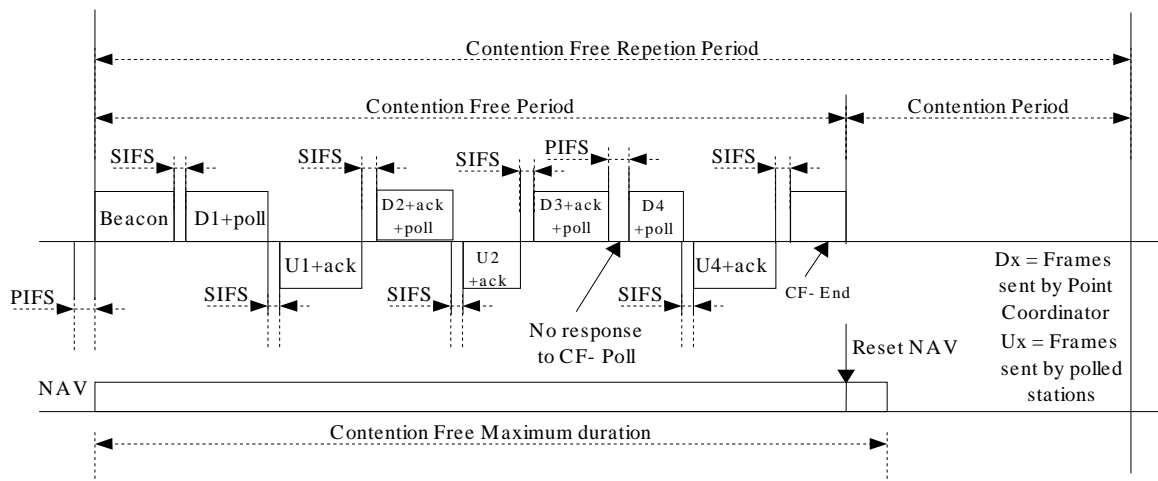 Contention Free Repetion Period
Contention Free Period
Contention Period
SIFS
SIFS
SIFS
PIFS
SIFS
Beacon
D1+poll
D2+ack
+poll
D3+ack
+poll
D4
+poll
U1+ack
U2
+ack
U4+ack
CF- End
PIFS
SIFS
SIFS
SIFS
No response
to CF- Poll
Dx = Frames
sent by Point
Coordinator
Ux = Frames
sent by polled
stations
Reset NAV
NAV
Contention Free Maximum duration